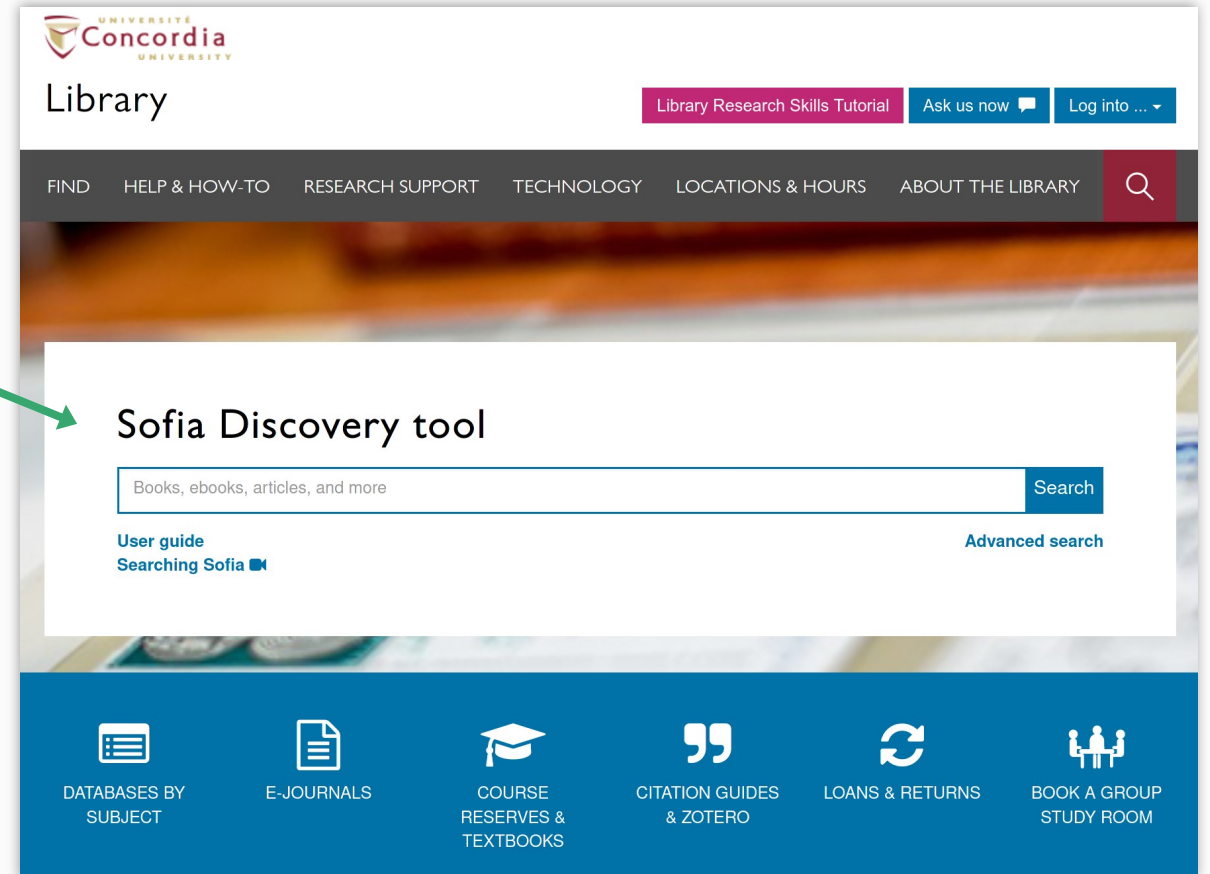 UNIVERSITÉ
Concordia
UNIVERSITY
Library
Library Research Skills Tutorial
Ask us now
Log into ...
FIND
HELP & HOW-TO
RESEARCH SUPPORT
TECHNOLOGY
LOCATIONS & HOURS
ABOUT THE LIBRARY
Sofia Discovery tool
Books, ebooks, articles, and more
Search
User guide
Advanced search
Searching Sofia
DATABASES BY
SUBJECT
E-JOURNALS
COURSE
RESERVES &
TEXTBOOKS
CITATION GUIDES
& ZOTERO
LOANS & RETURNS
BOOK A GROUP
STUDY ROOM